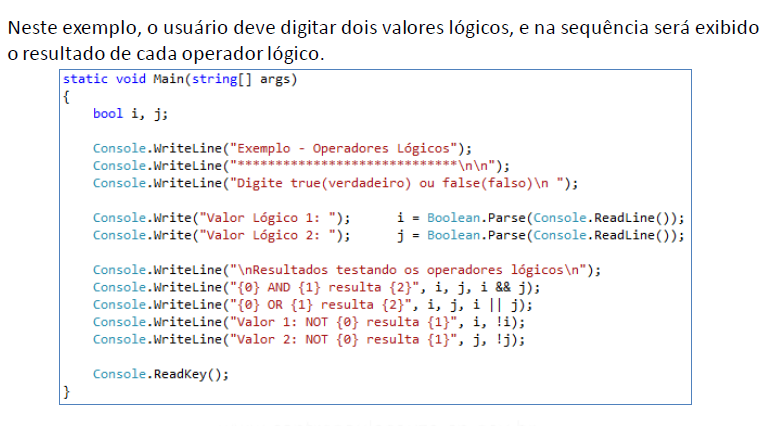 Neste exemplo, o usuário deve digitar dois valores lógicos, e na sequência será exibido
o resultado de cada operador lógico.
static void Main(string[] args)
{
bool i, j;
Console.WriteLine("Exemplo - Operadores Lógicos");
Console.WriteLine("*****************************\n\n");
Console.WriteLine("Digite true(verdadeiro) ou false(falso)\n ");
Console.Write("Valor Lógico 1: ");      i = Boolean.Parse(Console.ReadLine());
Console.Write("Valor Lógico 2: ");      j = Boolean.Parse(Console.ReadLine());
Console.WriteLine("\nResultados testando os operadores lógicos\n");
Console.WriteLine("{0} AND {1} resulta {2}", i, j, i && j);
Console.WriteLine("{0} OR {1} resulta {2}", i, j, i || j);
Console.WriteLine("Valor 1: NOT {0} resulta {1}", i, !i);
Console.WriteLine("Valor 2: NOT {0} resulta {1}", j, !j);
Console.ReadKey();
}